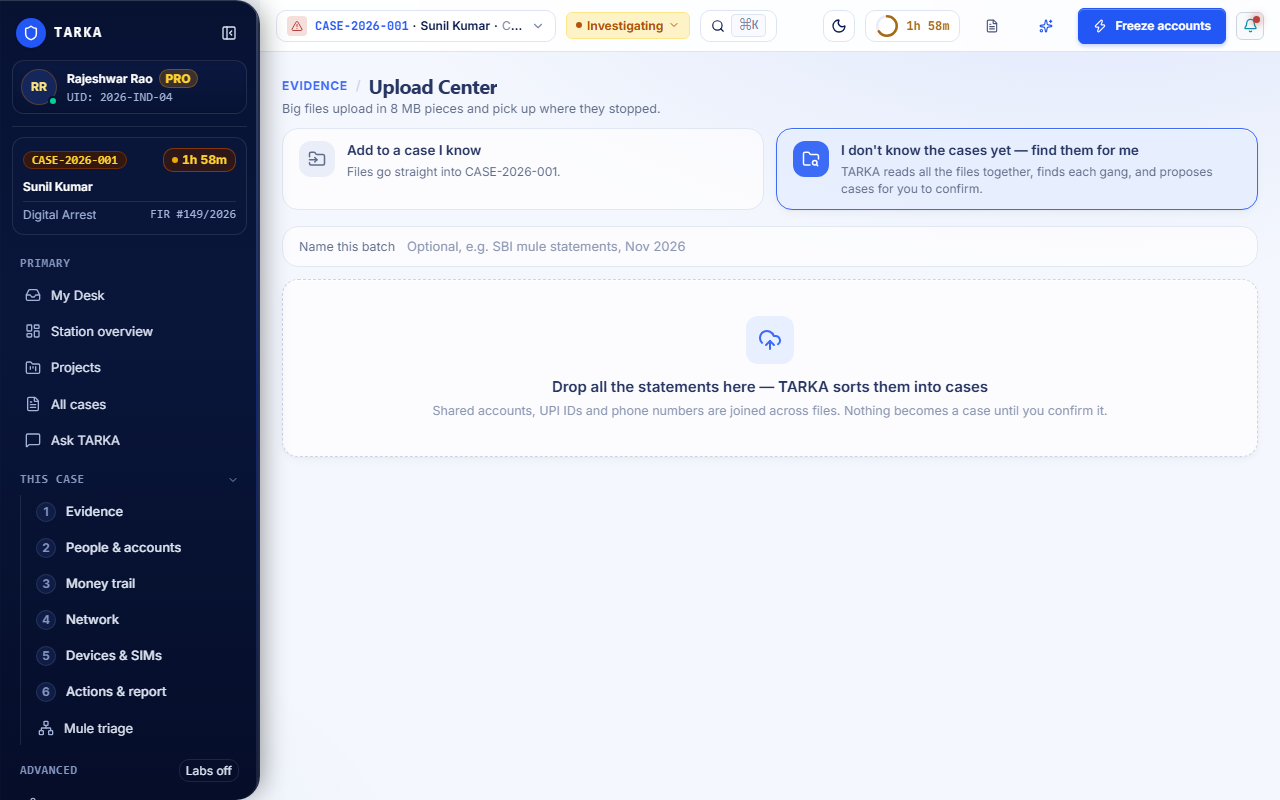 TARKA
RR
Rajeshwar Rao PRO
UID: 2026-IND-04
CASE-2026-001
1h 58m
Sunil Kumar
Digital Arrest
FIR #149/2026
PRIMARY
My Desk
Station overview
Projects
All cases
Ask TARKA
THIS CASE
1 Evidence
2 People & accounts
3 Money trail
4 Network
5 Devices & SIMs
6 Actions & report
Mule triage
ADVANCED
Labs off
CASE-2026-001 · Sunil Kumar · C...
Investigating
⌘K
1h 58m
Freeze accounts
EVIDENCE / Upload Center
Big files upload in 8 MB pieces and pick up where they stopped.
Add to a case I know
Files go straight into CASE-2026-001.
I don't know the cases yet — find them for me
TARKA reads all the files together, finds each gang, and proposes
cases for you to confirm.
Name this batch Optional, e.g. SBI mule statements, Nov 2026
Drop all the statements here — TARKA sorts them into cases
Shared accounts, UPI IDs and phone numbers are joined across files. Nothing becomes a case until you confirm it.